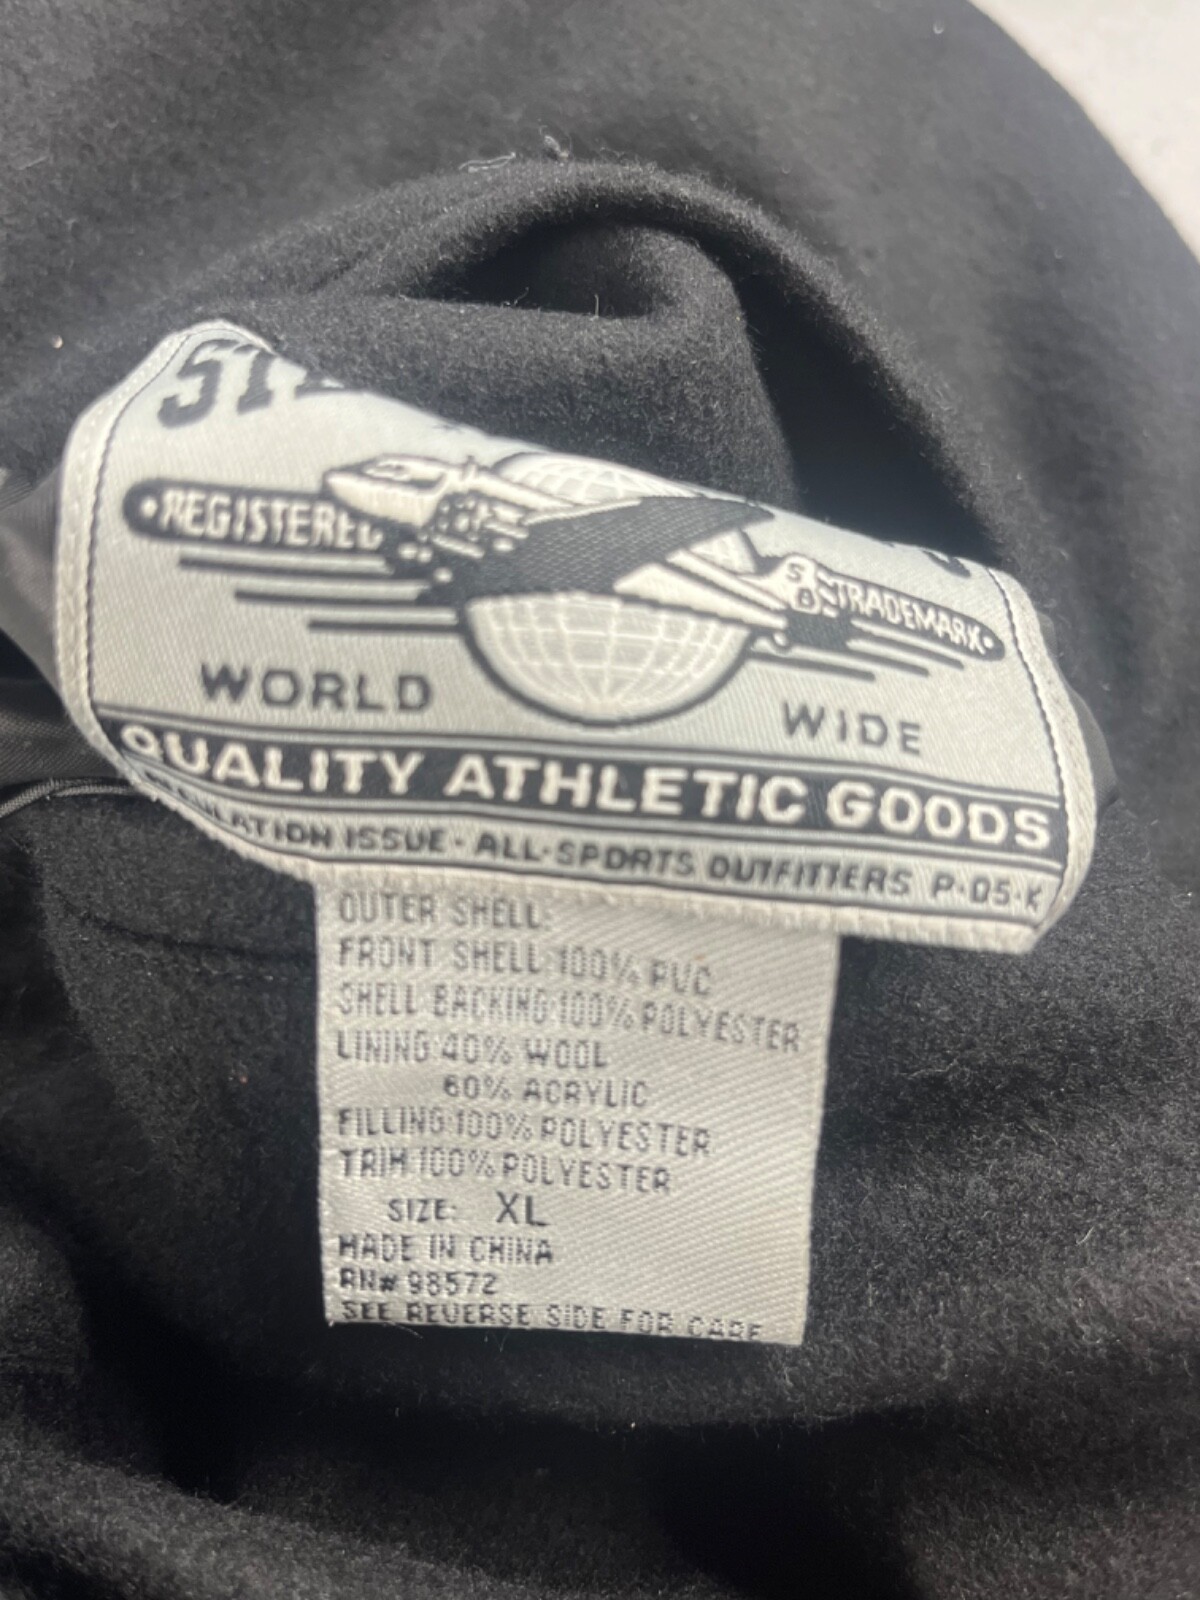 REGISTERED
S
B
TRADEMARK
WORLD WIDE
QUALITY ATHLETIC GOODS
ISSUE · ALL-SPORTS OUTFITTERS P-05-K
OUTER SHELL:
FRONT SHELL:100% PVC
SHELL BACKING:100% POLYESTER
LINING:40% WOOL
60% ACRYLIC
FILLING:100% POLYESTER
TRIM:100% POLYESTER
SIZE: XL
MADE IN CHINA
RN# 98572
SEE REVERSE SIDE FOR CARE